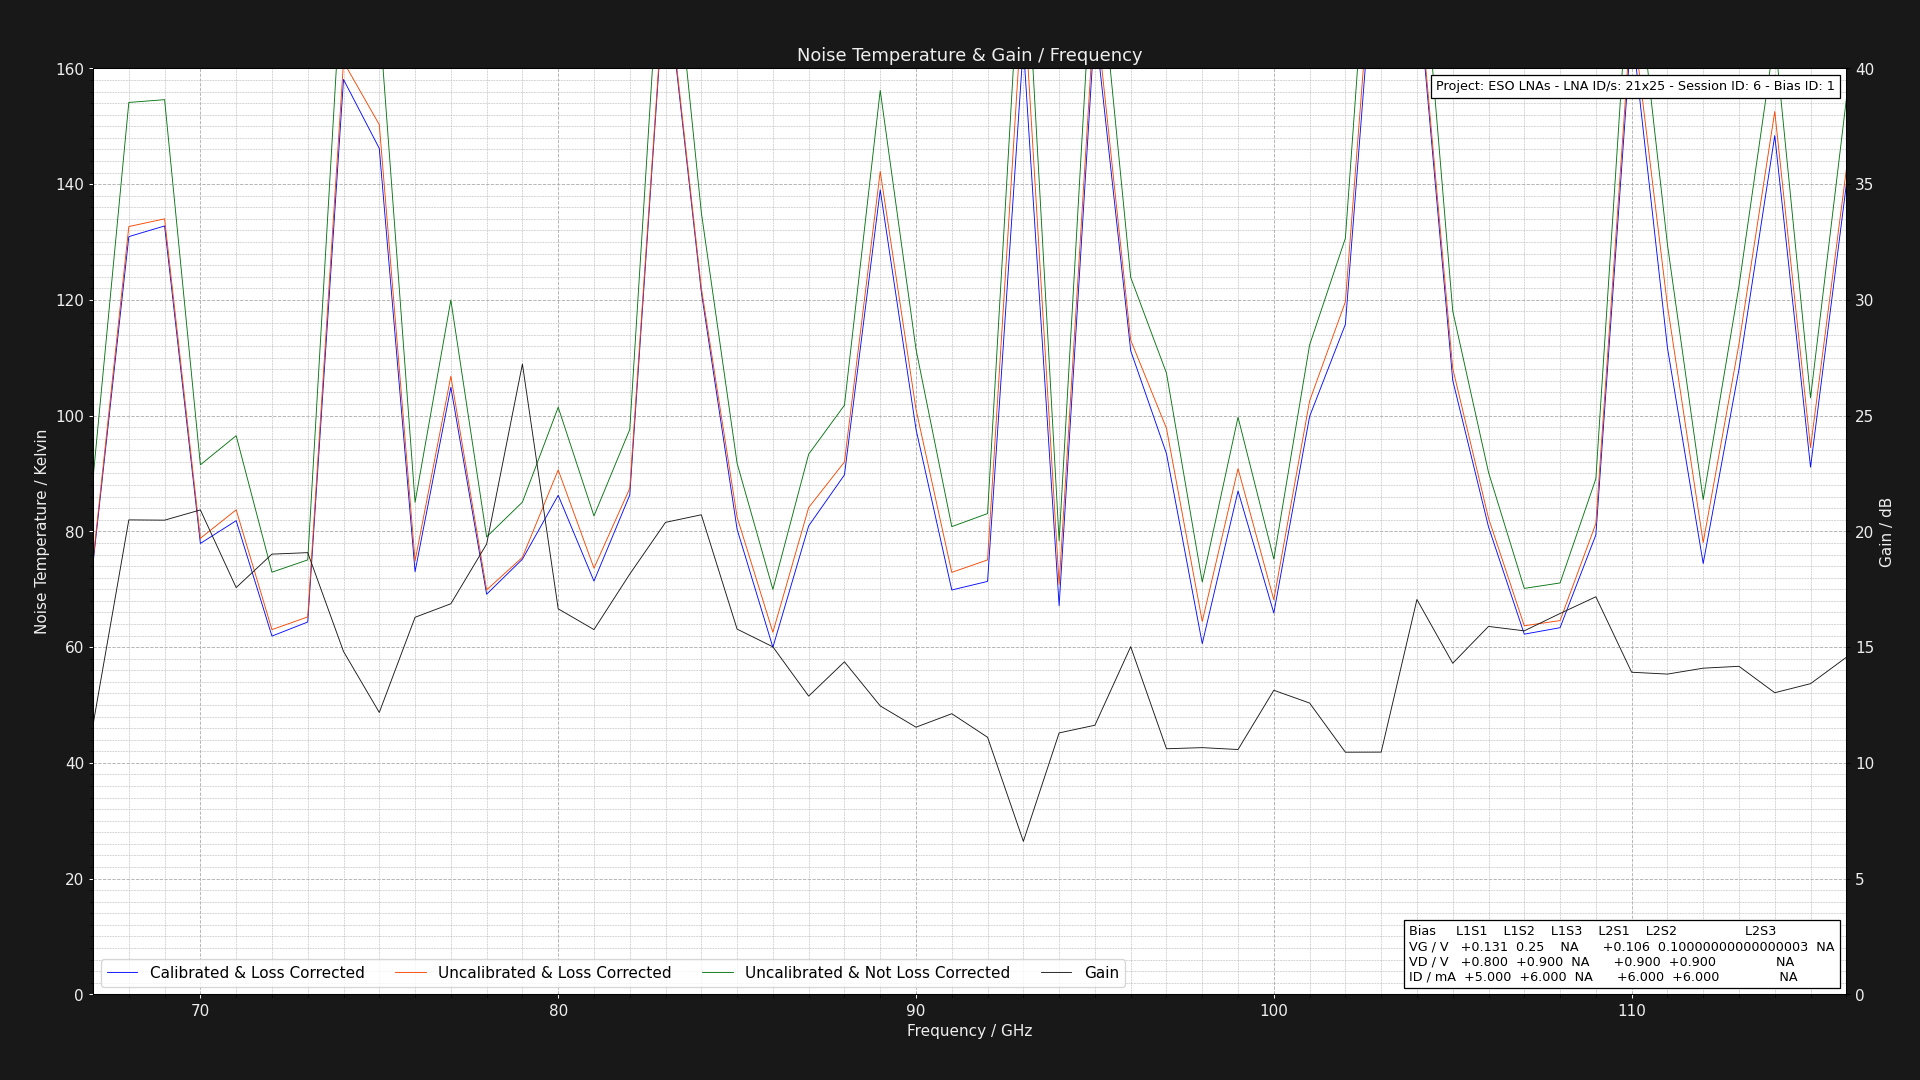 Noise Temperature & Gain / Frequency
Project: ESO LNAs - LNA ID/s: 21x25 - Session ID: 6 - Bias ID: 1
Noise Temperature / Kelvin
160
140
120
100
80
60
40
20
0
40
35
30
25
20
15
10
5
0
Gain / dB
Bias L1S1 L1S2 L1S3 L2S1 L2S2 L2S3
VG / V +0.131 0.25 NA +0.106 0.10000000000000003 NA
VD / V +0.800 +0.900 NA +0.900 +0.900 NA
ID / mA +5.000 +6.000 NA +6.000 +6.000 NA
Calibrated & Loss Corrected Uncalibrated & Loss Corrected Uncalibrated & Not Loss Corrected Gain
70 80 90 100 110
Frequency / GHz